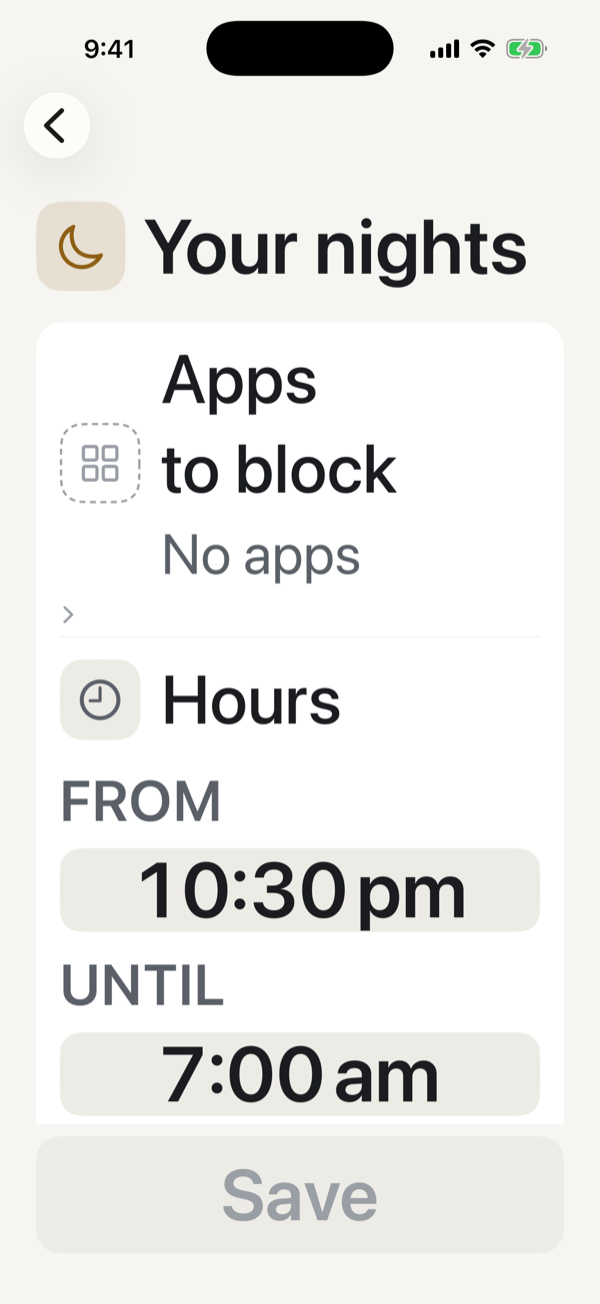 9:41
Your nights
Apps
to block
No apps
Hours
FROM
10:30 pm
UNTIL
7:00 am
Save